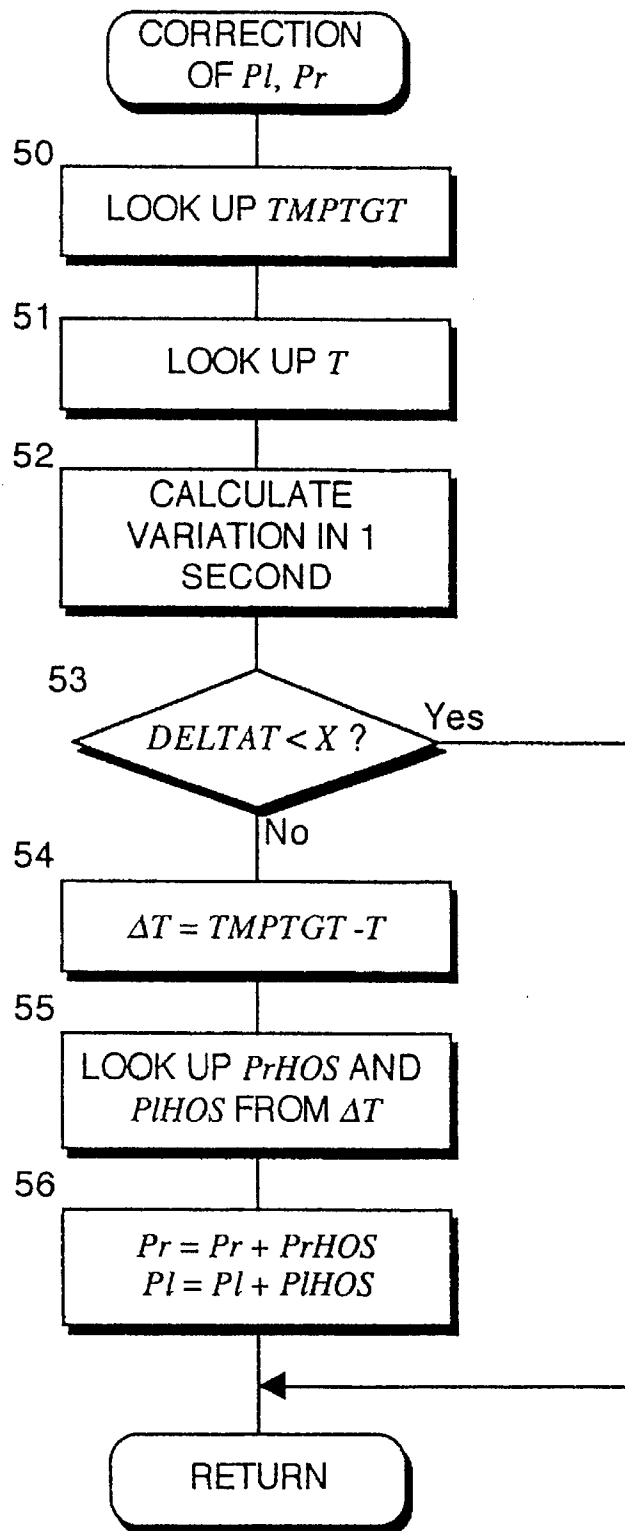 CORRECTION
OF Pl, Pr
50
LOOK UP TMPTGT
51
LOOK UP T
52
CALCULATE
VARIATION IN 1
SECOND
53
DELTAT < X ?
Yes
No
54
ΔT = TMPTGT -T
55
LOOK UP PrHOS AND
PlHOS FROM ΔT
56
Pr = Pr + PrHOS
Pl = Pl + PlHOS
RETURN